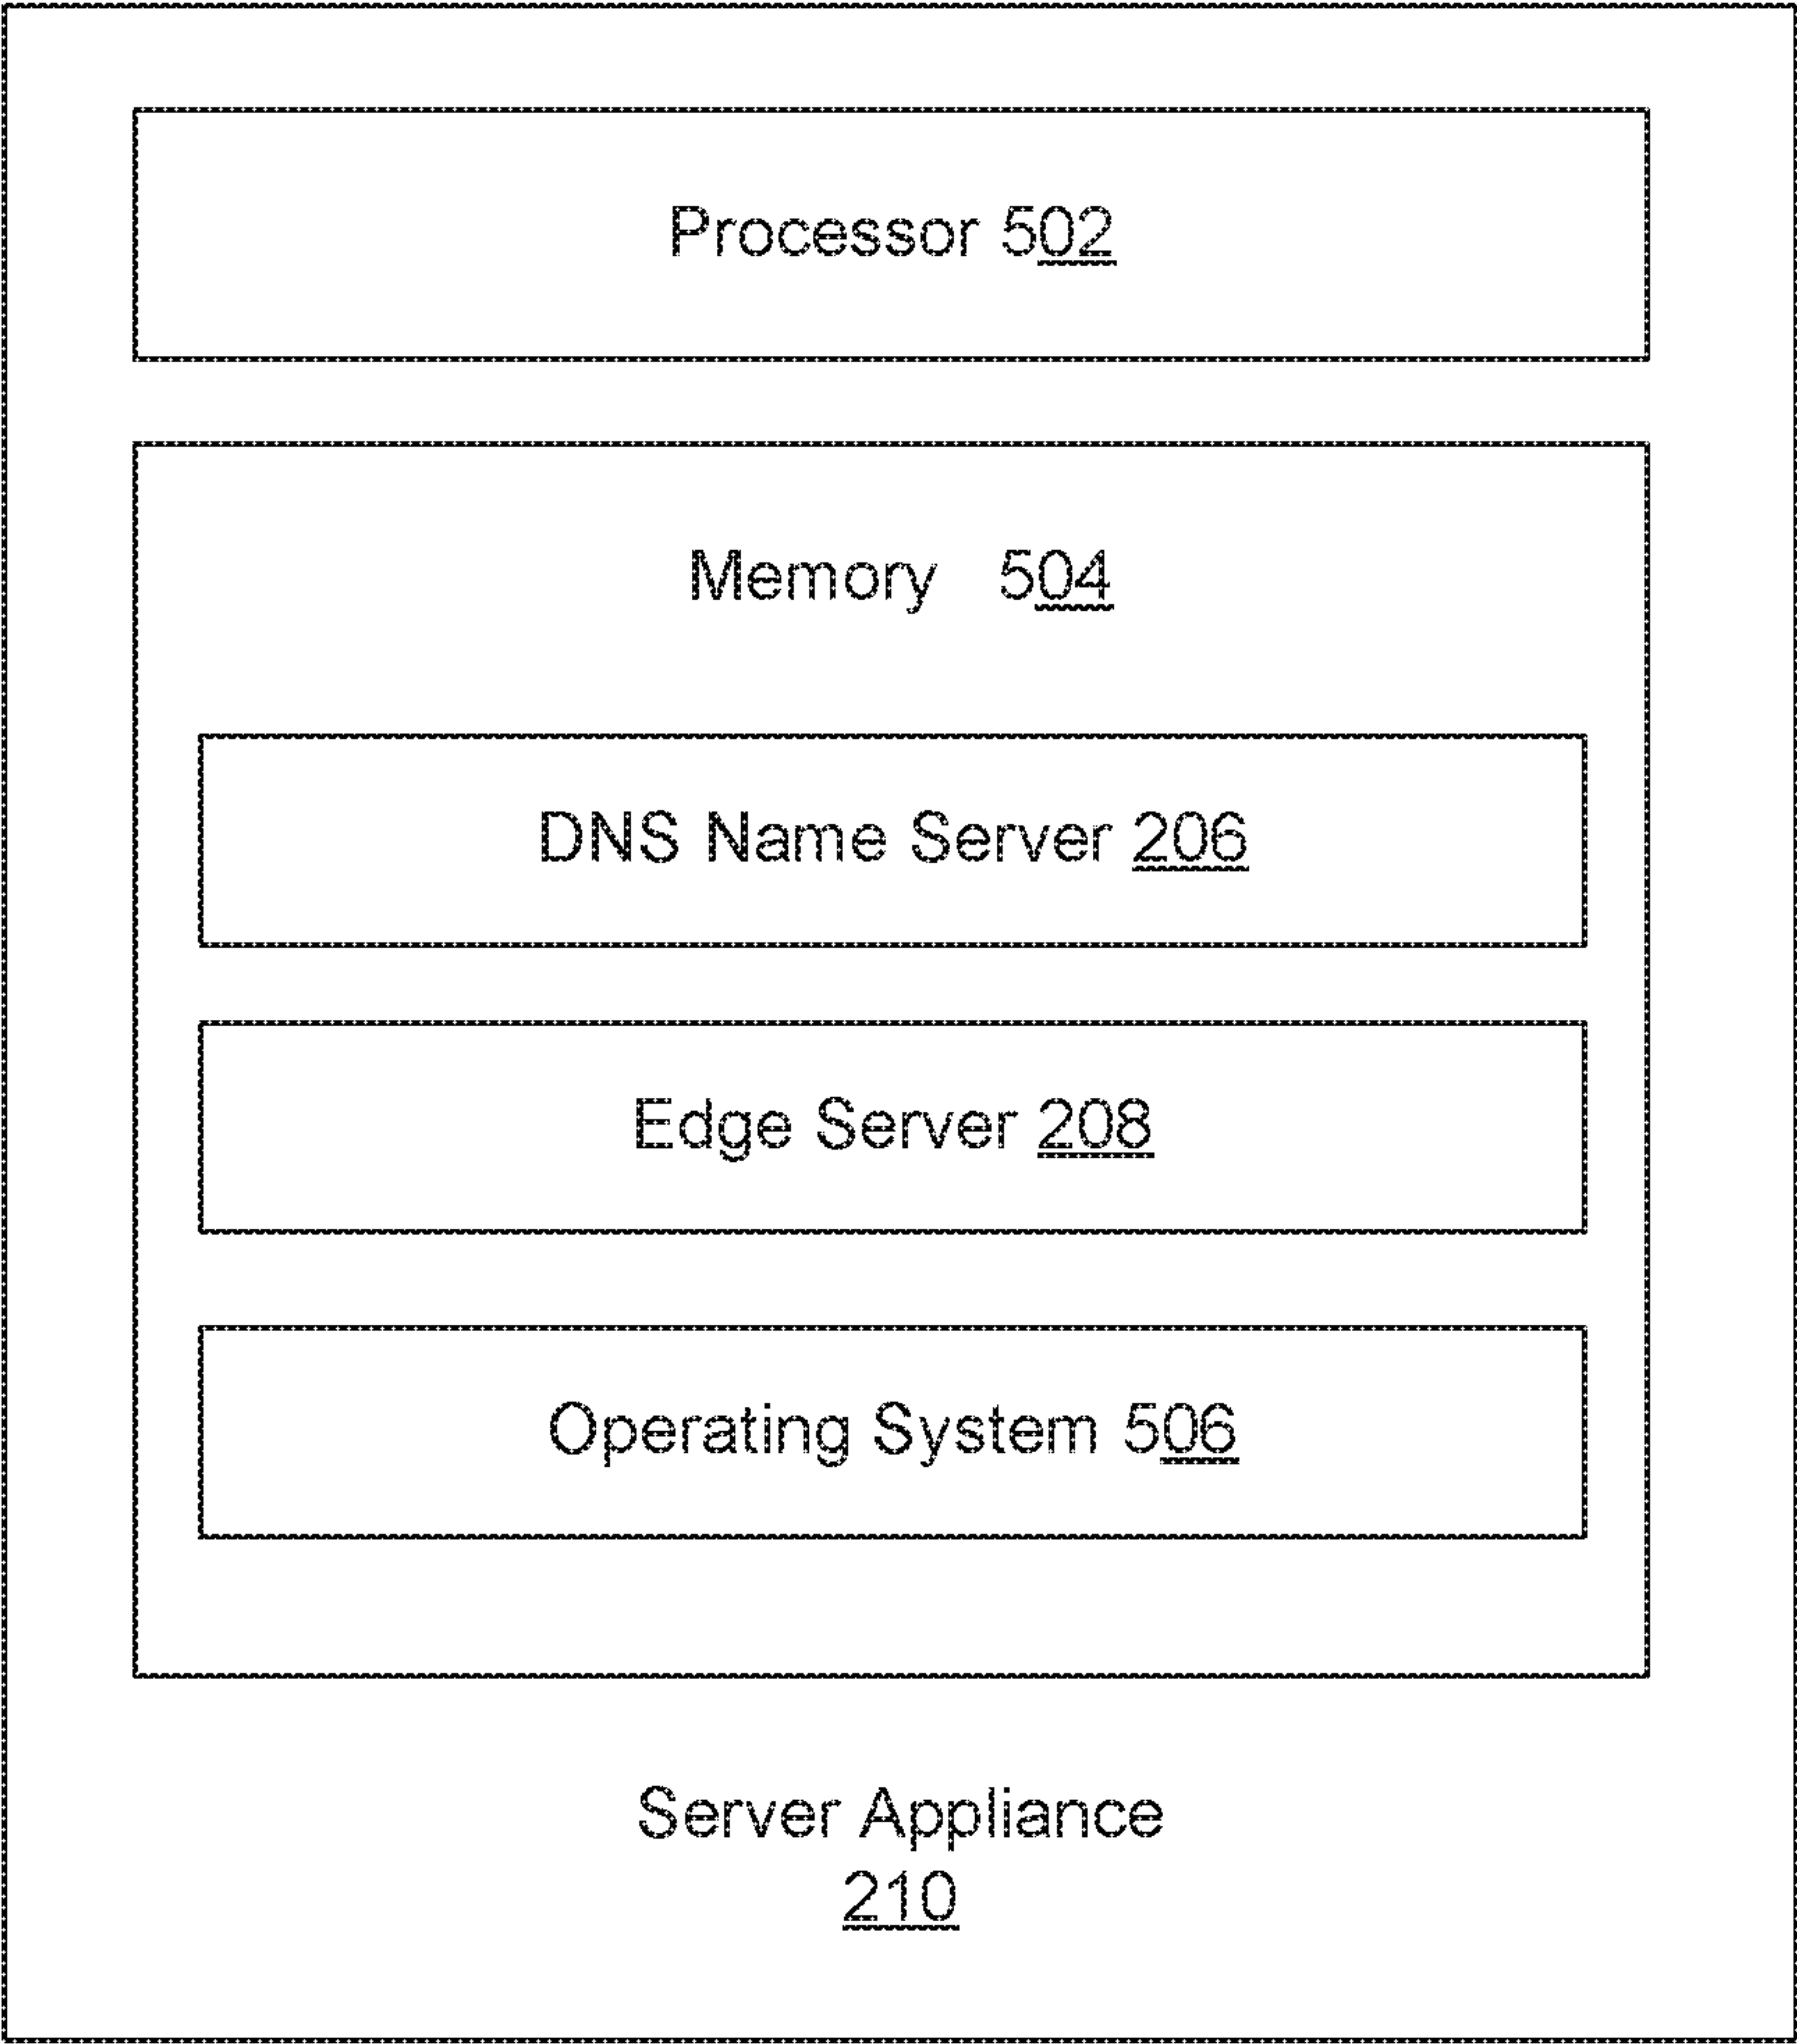 Processor 502
Memory 504
DNS Name Server 206
Edge Server 208
Operating System 506
Server Appliance
210